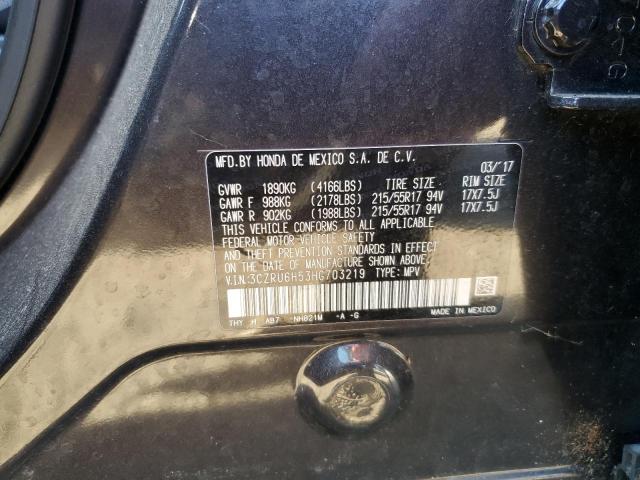 MFD.BY HONDA DE MEXICO S.A. DE C.V.
03/'17
GVWR 1890KG (4166LBS) TIRE SIZE RIM SIZE
GAWR F 988KG (2178LBS) 215/55R17 94V 17X7.5J
GAWR R 902KG (1988LBS) 215/55R17 94V 17X7.5J
THIS VEHICLE CONFORMS TO ALL APPLICABLE
FEDERAL MOTOR VEHICLE SAFETY
AND THEFT PREVENTION STANDARDS IN EFFECT
ON THE DATE OF MANUFACTURE SHOWN ABOVE.
V.I.N: 3CZRU6H53HG703219 TYPE: MPV
THY H AB7 NH821M -A -G MADE IN MEXICO